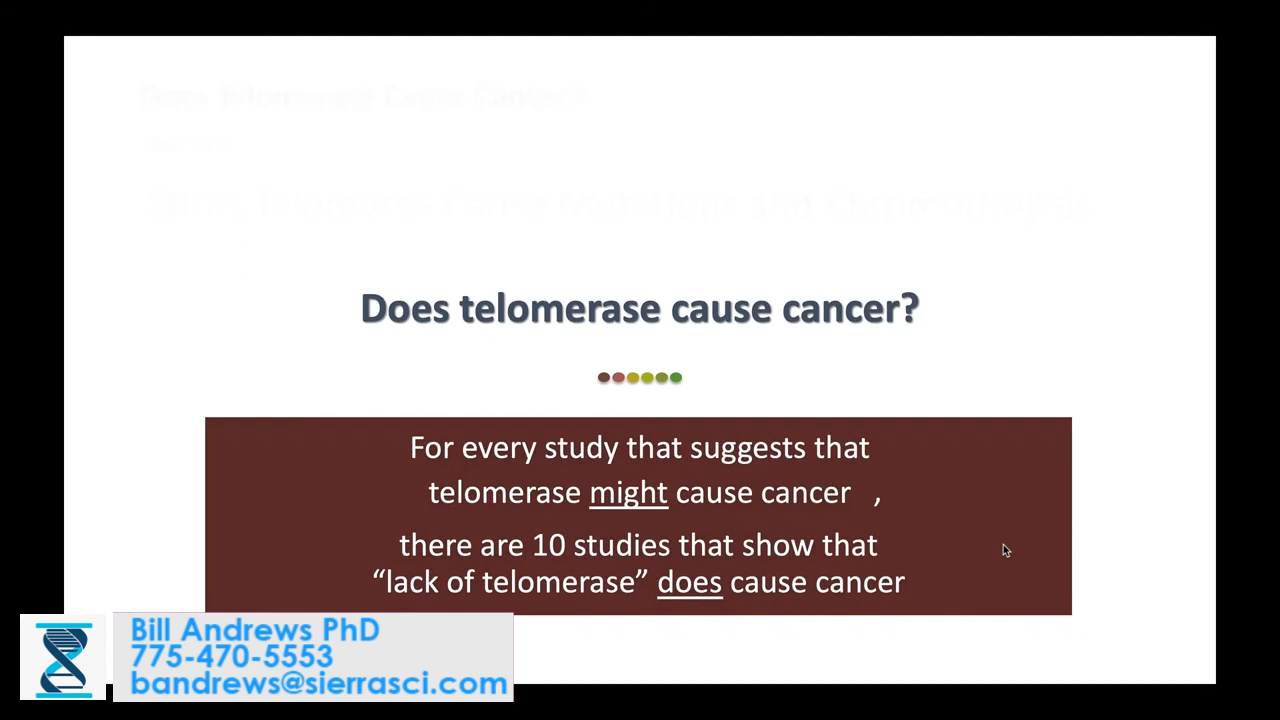 Does telomerase cause cancer?
For every study that suggests that
telomerase might cause cancer ,
there are 10 studies that show that
“lack of telomerase” does cause cancer
Bill Andrews PhD
775-470-5553
bandrews@sierrasci.com